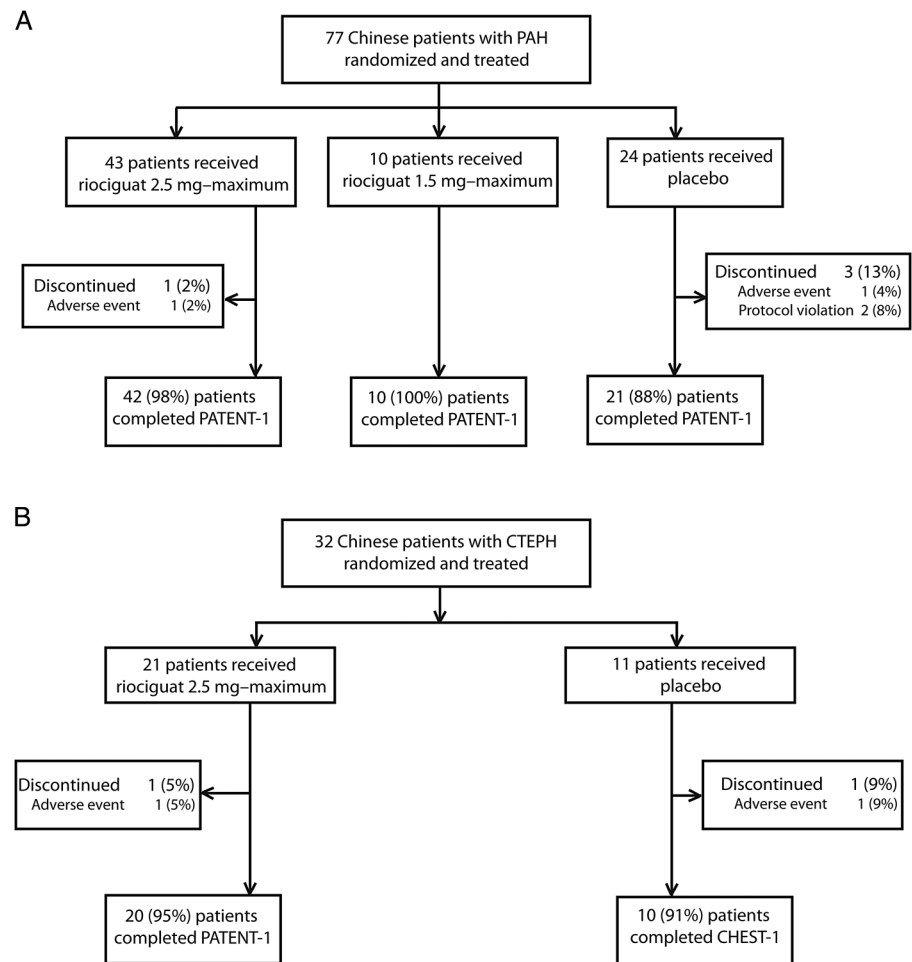 A
77 Chinese patients with PAH
randomized and treated
43 patients received
riociguat 2.5 mg–maximum
10 patients received
riociguat 1.5 mg–maximum
24 patients received
placebo
Discontinued 1 (2%)
Adverse event 1 (2%)
Discontinued 3 (13%)
Adverse event 1 (4%)
Protocol violation 2 (8%)
42 (98%) patients
completed PATENT-1
10 (100%) patients
completed PATENT-1
21 (88%) patients
completed PATENT-1
B
32 Chinese patients with CTEPH
randomized and treated
21 patients received
riociguat 2.5 mg–maximum
11 patients received
placebo
Discontinued 1 (5%)
Adverse event 1 (5%)
Discontinued 1 (9%)
Adverse event 1 (9%)
20 (95%) patients
completed PATENT-1
10 (91%) patients
completed CHEST-1